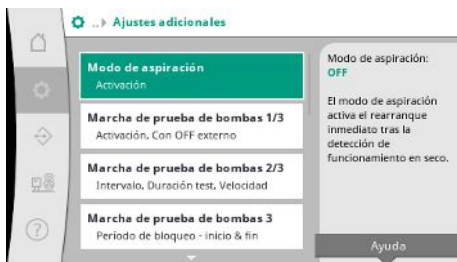 ..▸ Ajustes adicionales
Modo de aspiración
Activación
Marcha de prueba de bombas 1/3
Activación, Con OFF externo
Marcha de prueba de bombas 2/3
Intervalo, Duración test, Velocidad
Marcha de prueba de bombas 3
Período de bloqueo - inicio & fin
Modo de aspiración:
OFF
El modo de aspiración
activa el rearranque
inmediato tras la
detección de
funcionamiento en seco.
Ayuda
?